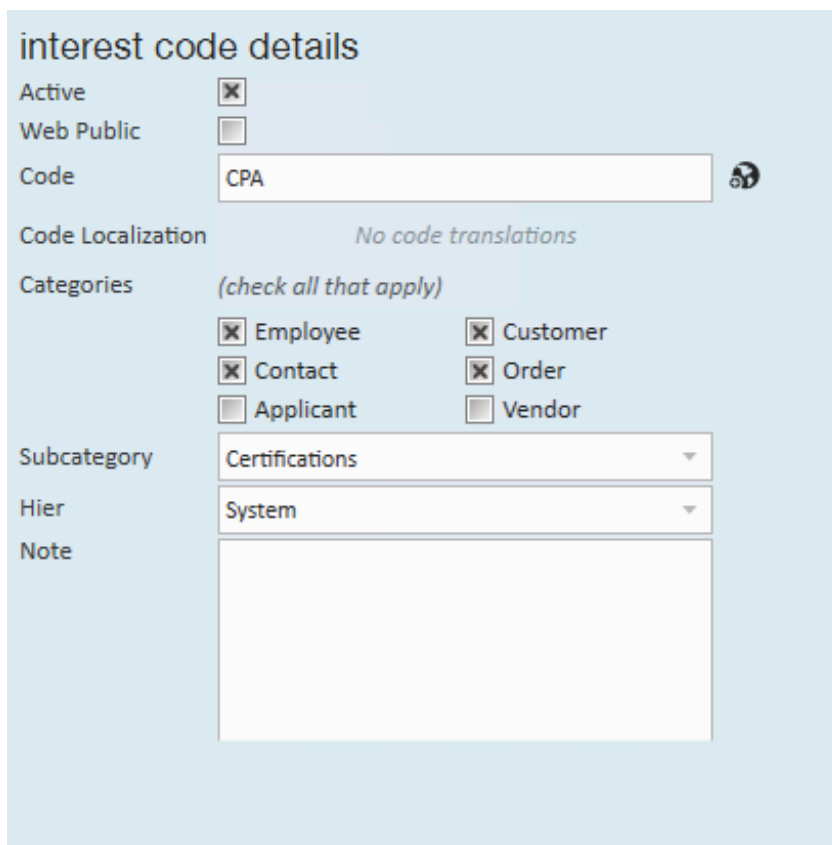 interest code details
Active
Web Public
Code CPA
Code Localization No code translations
Categories (check all that apply)
Employee Customer
Contact Order
Applicant Vendor
Subcategory Certifications
Hier System
Note